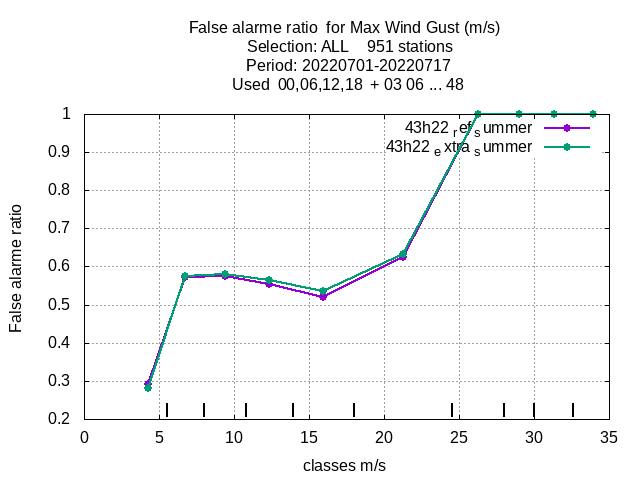 False alarme ratio for Max Wind Gust (m/s)
Selection: ALL 951 stations
Period: 20220701-20220717
Used 00,06,12,18 + 03 06 ... 48
43h22 ref summer
43h22 extra summer
1
0.9
0.8
0.7
0.6
0.5
0.4
0.3
0.2
False alarme ratio
0 5 10 15 20 25 30 35
classes m/s